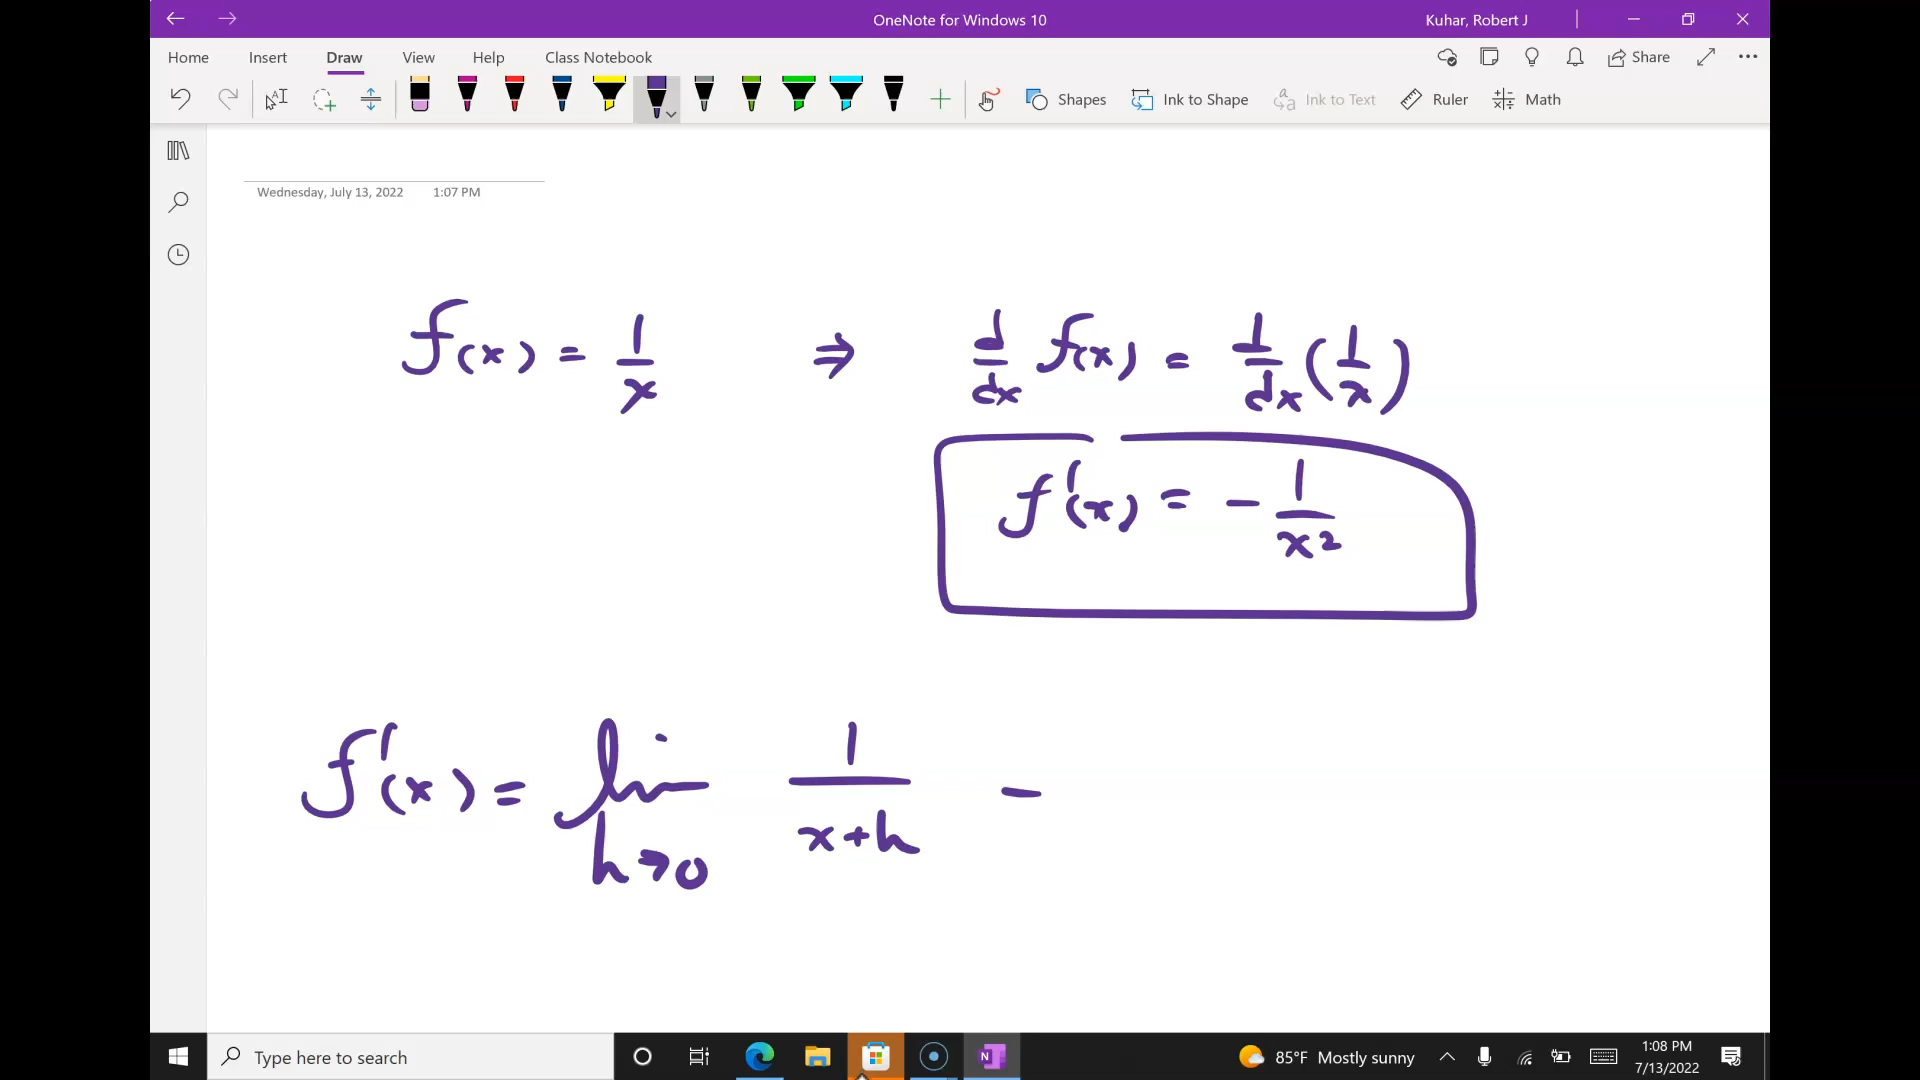 OneNote for Windows 10
Kuhar, Robert J
Home Insert Draw View Help Class Notebook Share
Shapes Ink to Shape Ink to Text Ruler Math
Wednesday, July 13, 2022 1:07 PM
f(x) = 1/x ⇒ d/dx f(x) = d/dx (1/x)
f'(x) = - 1/x²
f'(x) = lim h→0 1/x+h -
Type here to search
85°F Mostly sunny
1:08 PM
7/13/2022